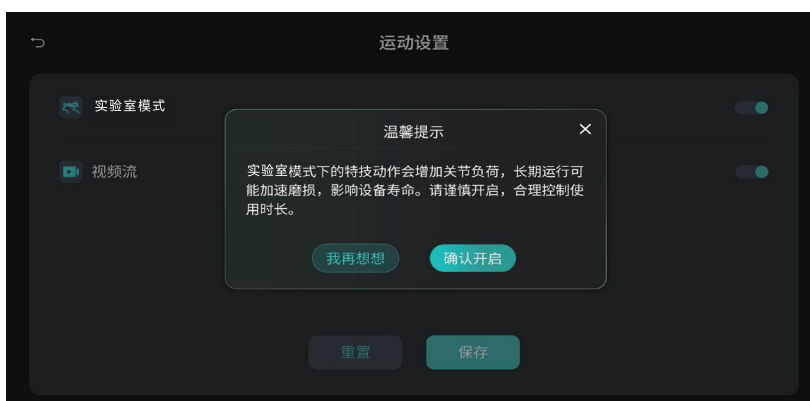 运动设置
实验室模式
温馨提示
视频流
实验室模式下的特技动作会增加关节负荷，长期运行可
能加速磨损，影响设备寿命。请谨慎开启，合理控制使
用时长。
我再想想
确认开启
重置
保存